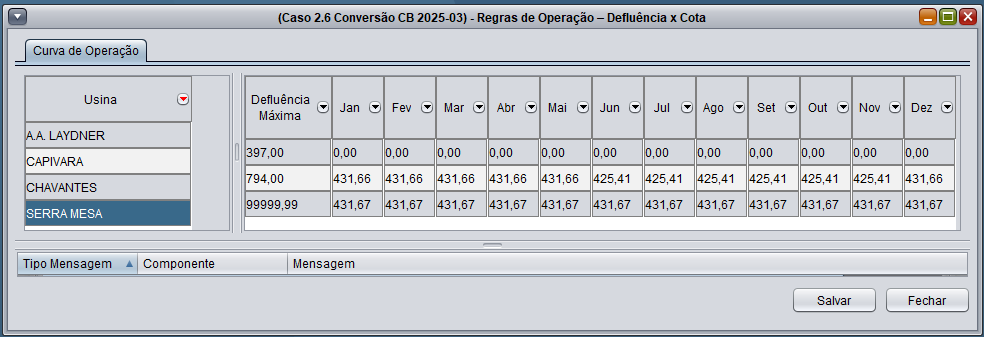 (Caso 2.6 Conversão CB 2025-03) - Regras de Operação – Defluência x Cota
Curva de Operação
Usina
A.A. LAYDNER
CAPIVARA
CHAVANTES
SERRA MESA
Defluência Máxima Jan Fev Mar Abr Mai Jun Jul Ago Set Out Nov Dez
397,00 0,00 0,00 0,00 0,00 0,00 0,00 0,00 0,00 0,00 0,00 0,00 0,00
794,00 431,66 431,66 431,66 431,66 431,66 425,41 425,41 425,41 425,41 425,41 425,41 431,66
99999,99 431,67 431,67 431,67 431,67 431,67 431,67 431,67 431,67 431,67 431,67 431,67 431,67
Tipo Mensagem Componente Mensagem
Salvar Fechar